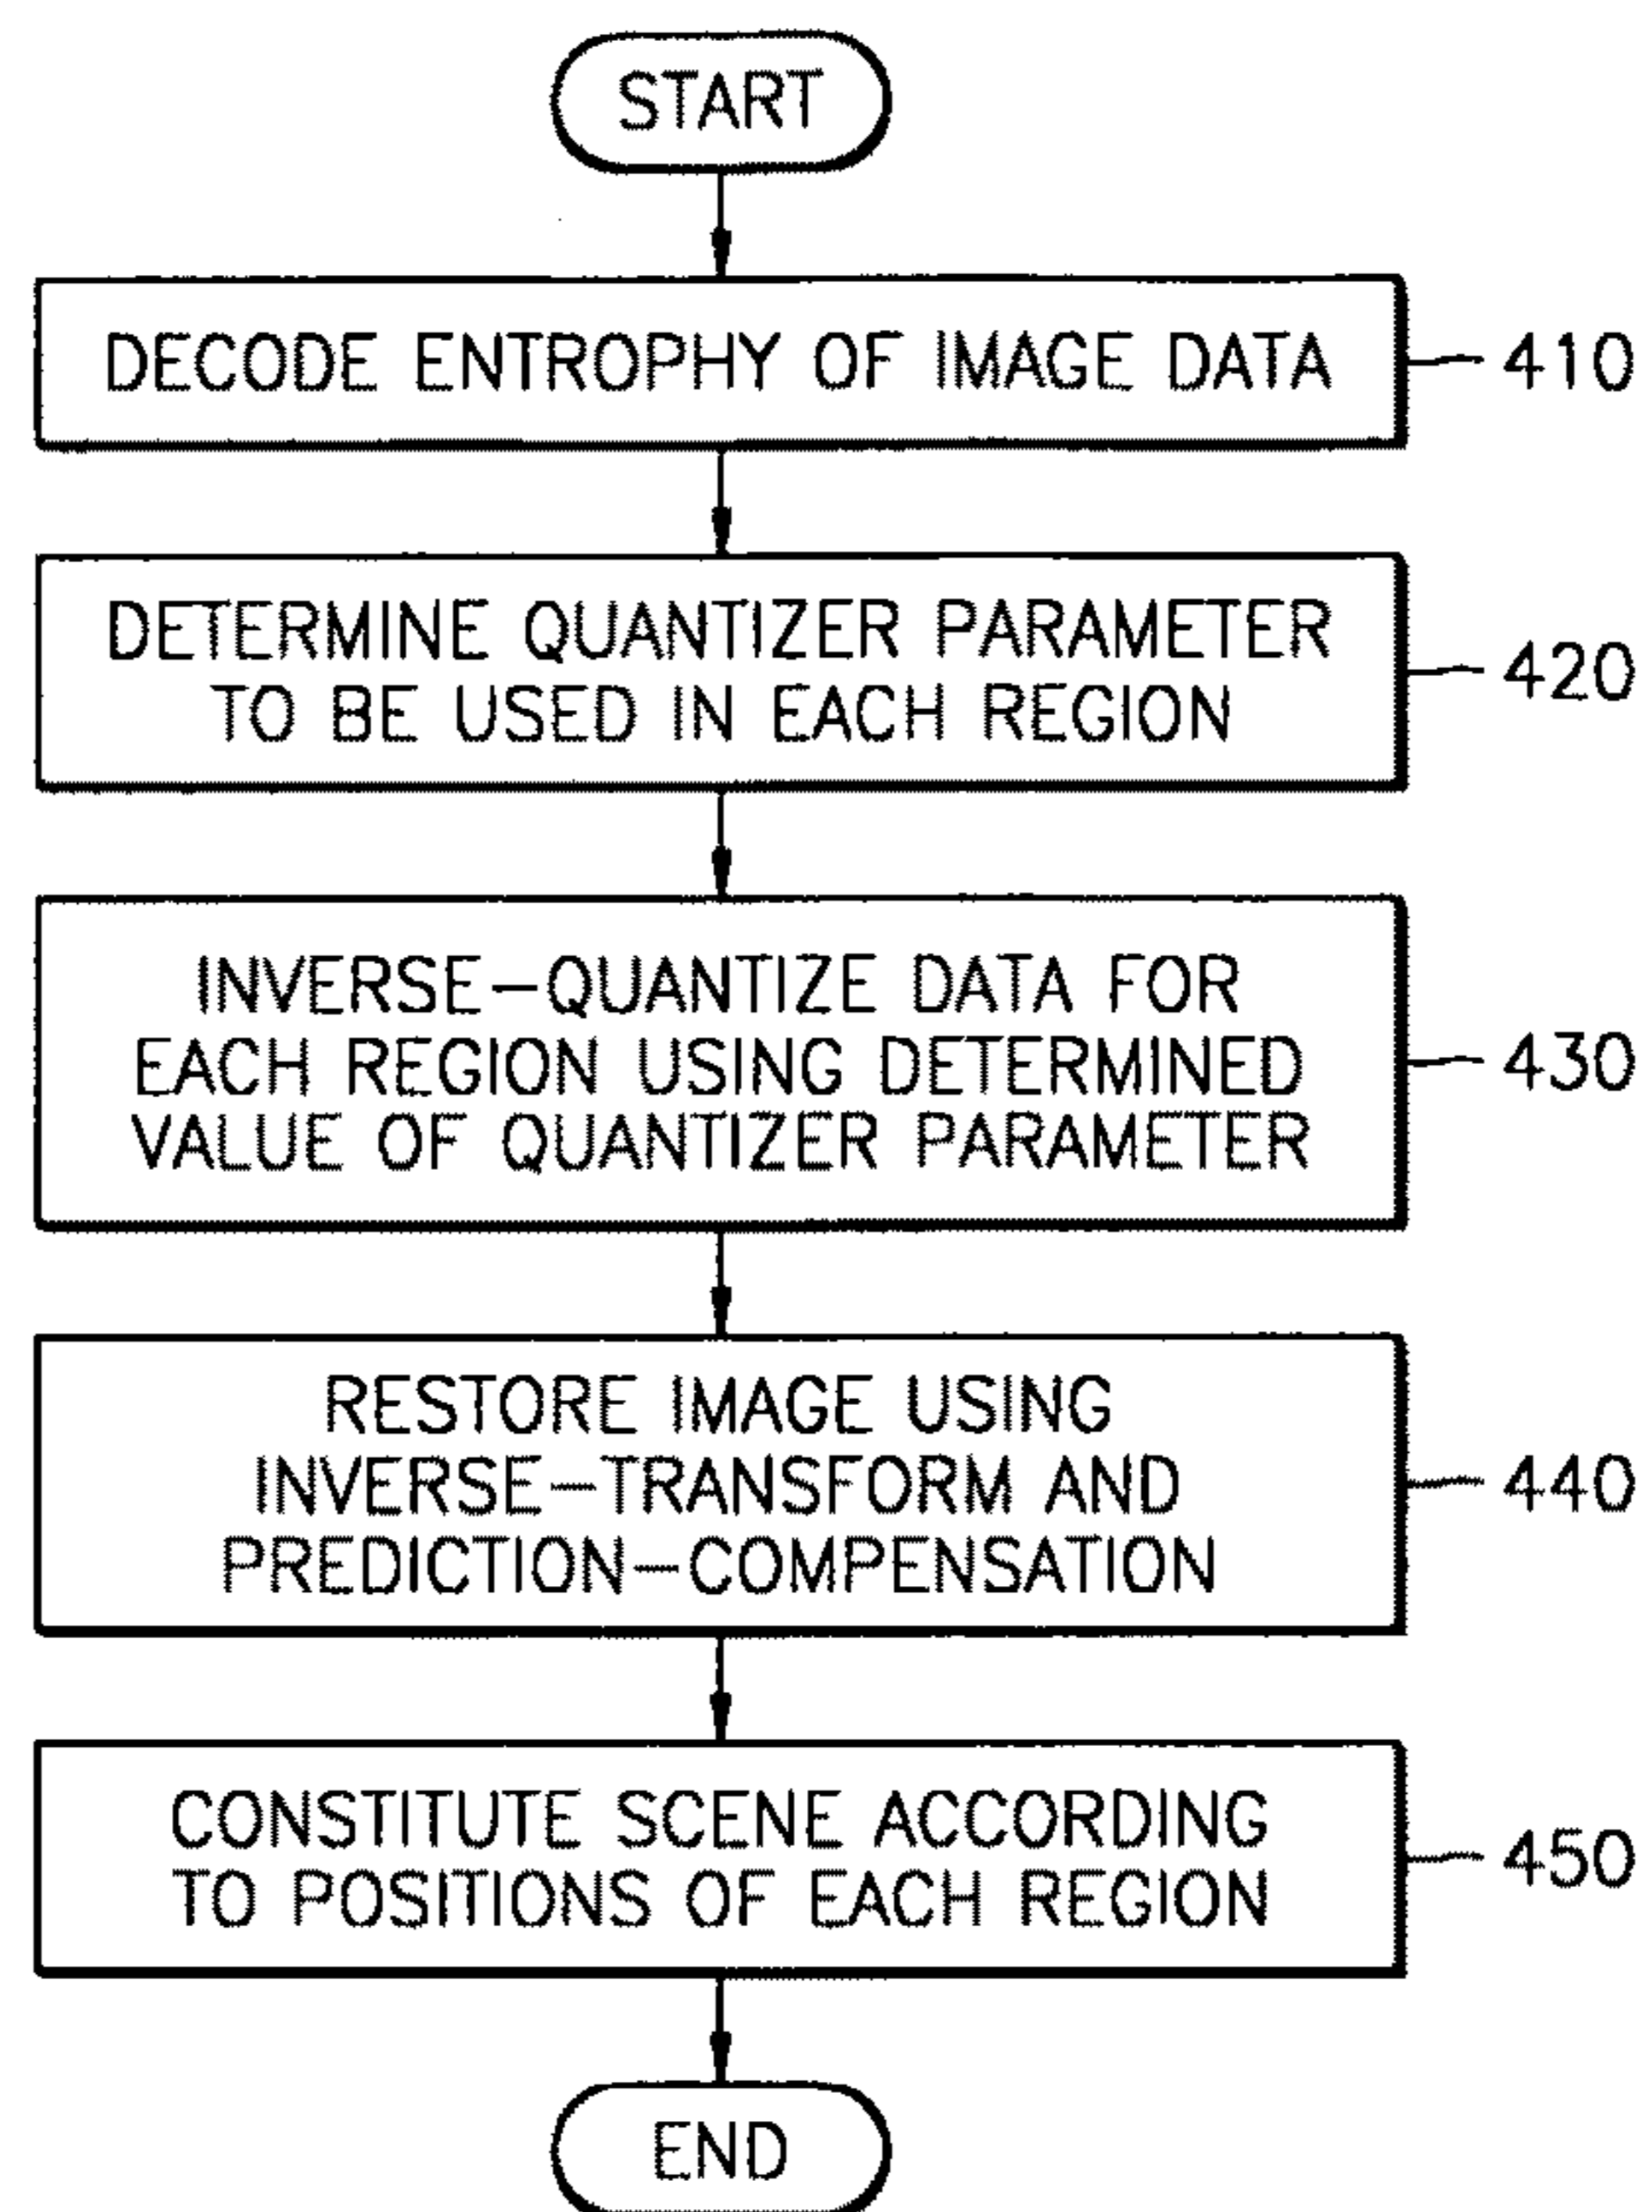 START
DECODE ENTROPHY OF IMAGE DATA
410
DETERMINE QUANTIZER PARAMETER
TO BE USED IN EACH REGION
420
INVERSE-QUANTIZE DATA FOR
EACH REGION USING DETERMINED
VALUE OF QUANTIZER PARAMETER
430
RESTORE IMAGE USING
INVERSE-TRANSFORM AND
PREDICTION-COMPENSATION
440
CONSTITUTE SCENE ACCORDING
TO POSITIONS OF EACH REGION
450
END